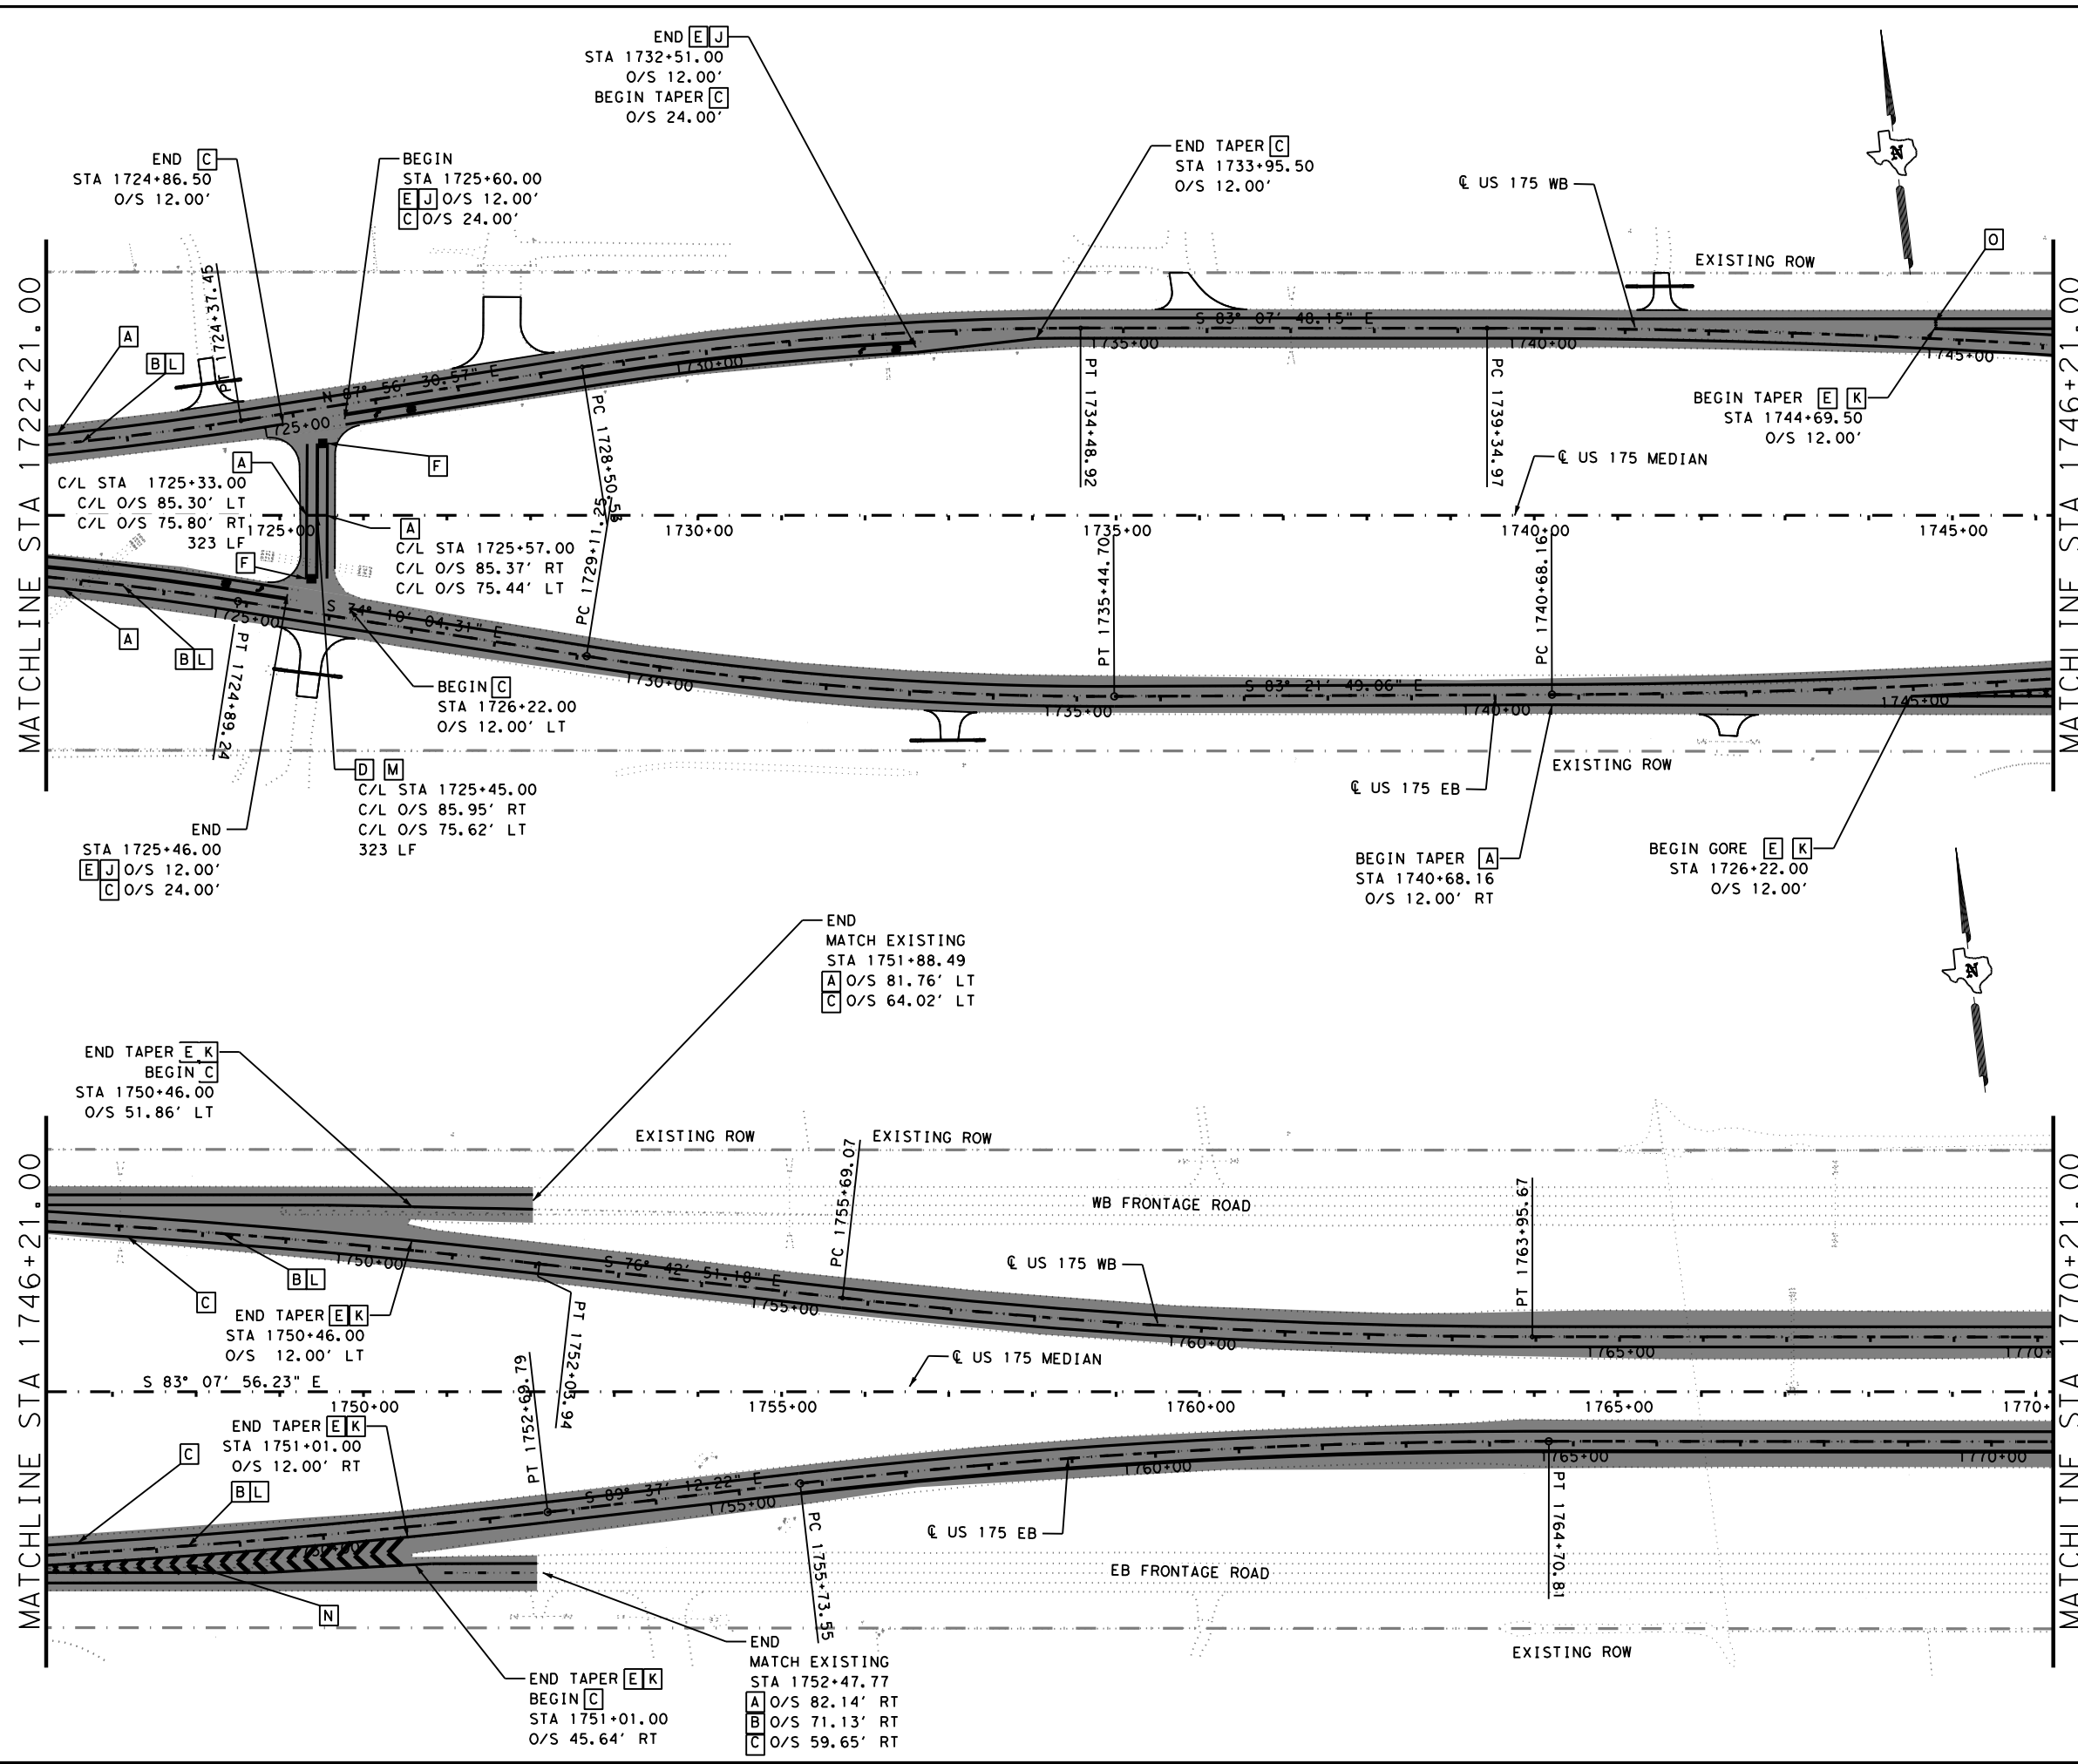 END E J
STA 1732+51.00
O/S 12.00'
BEGIN TAPER C
O/S 24.00'
END C
STA 1724+86.50
O/S 12.00'
BEGIN
STA 1725+60.00
E J O/S 12.00'
C O/S 24.00'
END TAPER C
STA 1733+95.50
O/S 12.00'
℄ US 175 WB
EXISTING ROW
O
N
MATCHLINE STA 1722+21.00
MATCHLINE STA 1746+21.00
A
B L
PT 1724+37.45
N 87° 56' 30.57" E
1725+00
1730+00
S 83° 07' 48.15" E
1735+00
1740+00
1745+00
PC 1728+50.58
PT 1734+48.92
PC 1739+34.97
BEGIN TAPER E K
STA 1744+69.50
O/S 12.00'
℄ US 175 MEDIAN
A
F
C/L STA 1725+33.00
C/L O/S 85.30' LT
C/L O/S 75.80' RT
323 LF
1725+00
1730+00
1735+00
1740+00
1745+00
A
C/L STA 1725+57.00
C/L O/S 85.37' RT
C/L O/S 75.44' LT
F
PC 1729+11.25
PT 1735+44.70
PC 1740+68.16
A
B L
1725+00
S 74° 10' 04.31" E
1730+00
1735+00
S 83° 21' 49.06" E
1740+00
1745+00
PT 1724+89.24
BEGIN C
STA 1726+22.00
O/S 12.00' LT
D M
C/L STA 1725+45.00
C/L O/S 85.95' RT
C/L O/S 75.62' LT
323 LF
END
STA 1725+46.00
E J O/S 12.00'
C O/S 24.00'
EXISTING ROW
℄ US 175 EB
BEGIN TAPER A
STA 1740+68.16
O/S 12.00' RT
BEGIN GORE E K
STA 1726+22.00
O/S 12.00'
END
MATCH EXISTING
STA 1751+88.49
A O/S 81.76' LT
C O/S 64.02' LT
N
END TAPER E K
BEGIN C
STA 1750+46.00
O/S 51.86' LT
EXISTING ROW
EXISTING ROW
MATCHLINE STA 1746+21.00
MATCHLINE STA 1770+21.00
WB FRONTAGE ROAD
PC 1755+69.07
PT 1763+95.67
℄ US 175 WB
B L
C
1750+00
S 76° 42' 51.18" E
1755+00
1760+00
1765+00
1770+
END TAPER E K
STA 1750+46.00
O/S 12.00' LT
PT 1752+03.94
℄ US 175 MEDIAN
S 83° 07' 56.23" E
1750+00
1755+00
1760+00
1765+00
1770+
PT 1752+69.79
END TAPER E K
STA 1751+01.00
O/S 12.00' RT
C
B L
S 89° 37' 12.22" E
1755+00
1760+00
1765+00
1770+00
℄ US 175 EB
PC 1755+73.55
PT 1764+70.81
EB FRONTAGE ROAD
N
EXISTING ROW
END TAPER E K
BEGIN C
STA 1751+01.00
O/S 45.64' RT
END
MATCH EXISTING
STA 1752+47.77
A O/S 82.14' RT
B O/S 71.13' RT
C O/S 59.65' RT